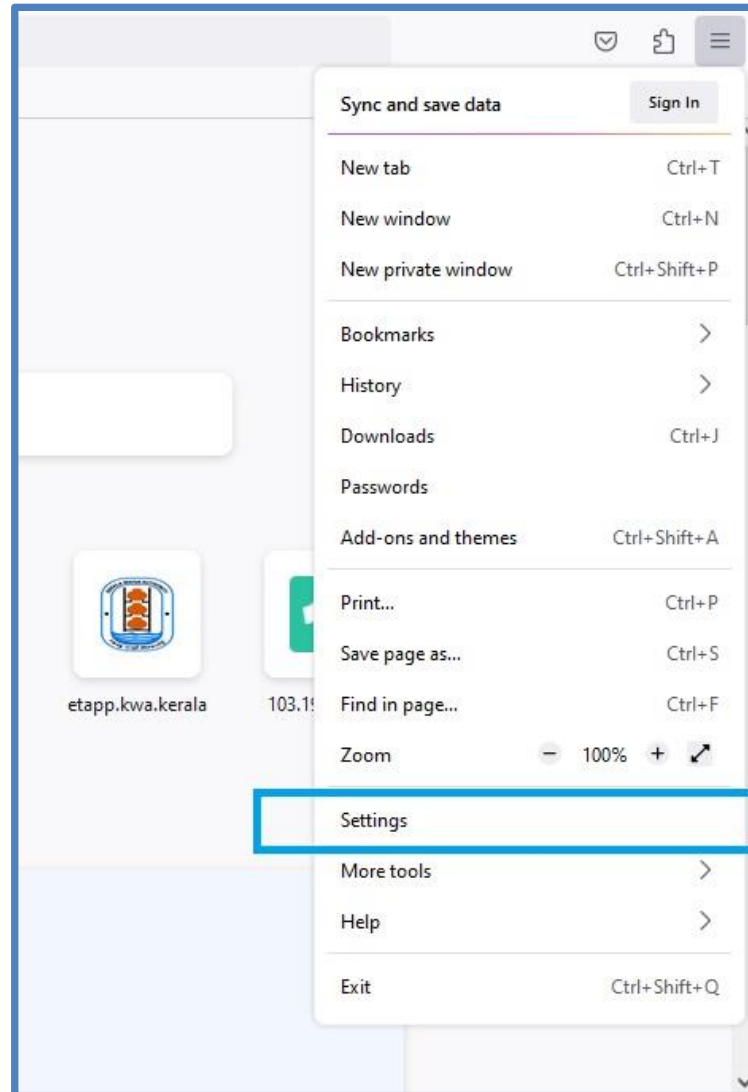 Sync and save data Sign In
New tab Ctrl+T
New window Ctrl+N
New private window Ctrl+Shift+P
Bookmarks
History
Downloads Ctrl+J
Passwords
Add-ons and themes Ctrl+Shift+A
Print... Ctrl+P
Save page as... Ctrl+S
etapp.kwa.kerala 103.19 Find in page... Ctrl+F
Zoom − 100% +
Settings
More tools
Help
Exit Ctrl+Shift+Q